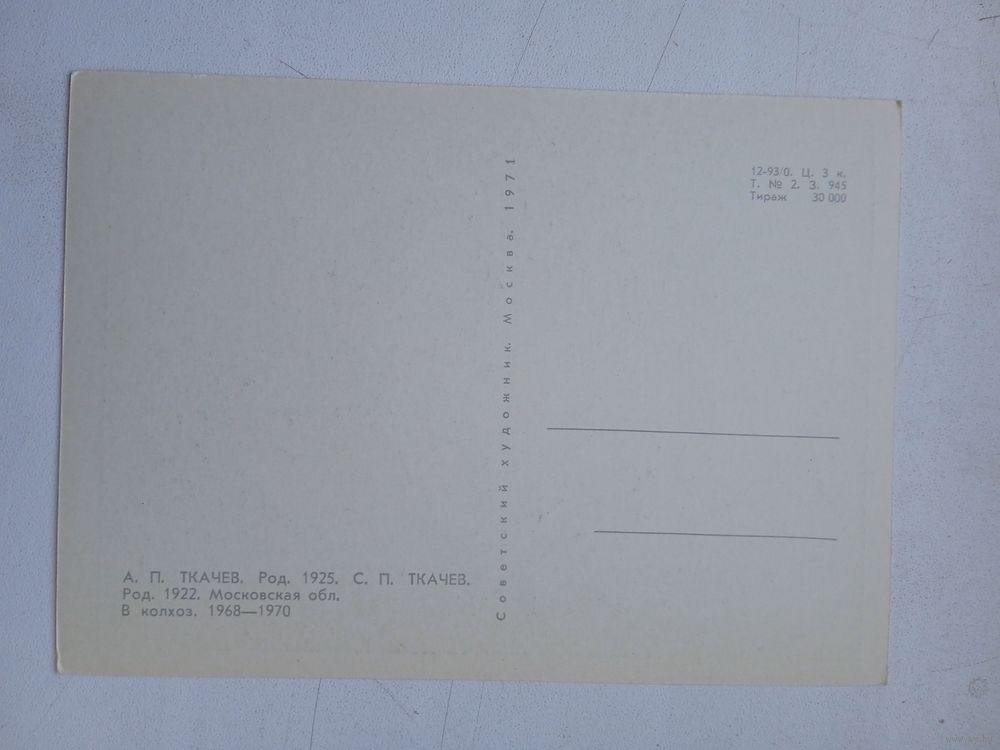 12-93/0. Ц. 3 к.
Т. № 2. З. 945
Тираж 30 000
Советский художник. Москва. 1971
А. П. ТКАЧЕВ. Род. 1925. С. П. ТКАЧЕВ.
Род. 1922. Московская обл.
В колхоз. 1968—1970